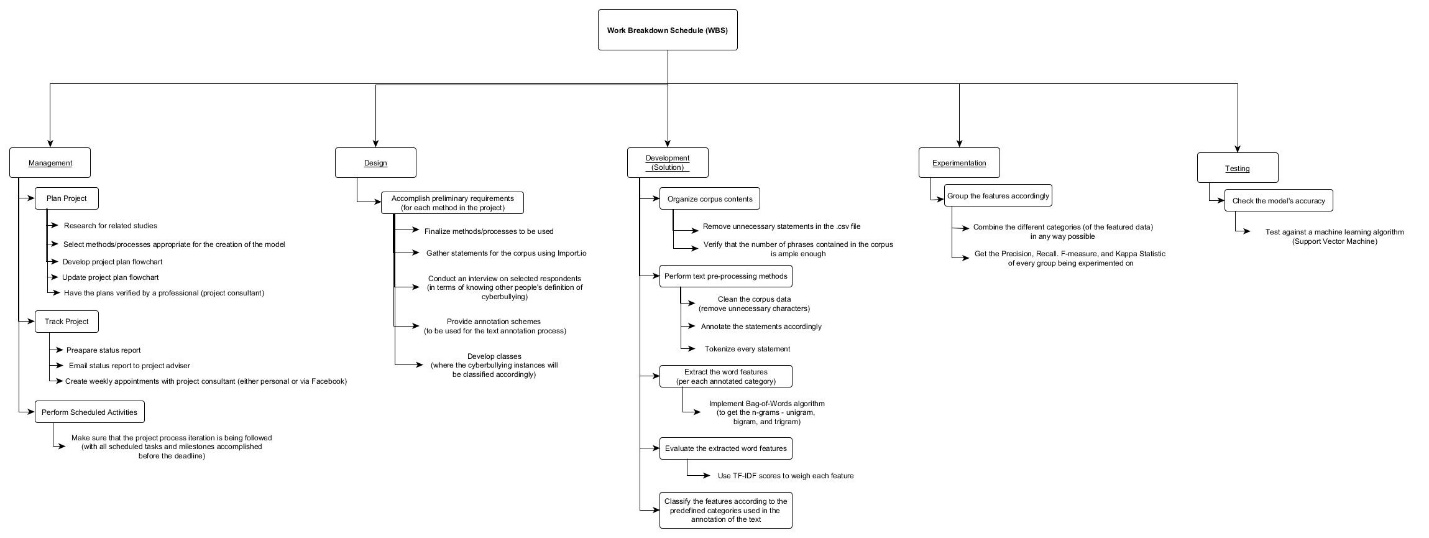 Work Breakdown Schedule (WBS)
Management
Plan Project
Research for related studies
Select methods/processes appropriate for the creation of the model
Develop project plan flowchart
Update project plan flowchart
Have the plans verified by a professional (project consultant)
Track Project
Preapare status report
Email status report to project adviser
Create weekly appointments with project consultant (either personal or via Facebook)
Perform Scheduled Activities
Make sure that the project process iteration is being followed
(with all scheduled tasks and milestones accomplished
before the deadline)
Design
Accomplish preliminary requirements
(for each method in the project)
Finalize methods/processes to be used
Gather statements for the corpus using Import.io
Conduct an interview on selected respondents
(in terms of knowing other people's definition of
cyberbullying)
Provide annotation schemes
(to be used for the text annotation process)
Develop classes
(where the cyberbullying instances will
be classified accordingly)
Development
(Solution)
Organize corpus contents
Remove unnecessary statements in the .csv file
Verify that the number of phrases contained in the corpus
is ample enough
Perform text pre-processing methods
Clean the corpus data
(remove unnecessary characters)
Annotate the statements accordingly
Tokenize every statement
Extract the word features
(per each annotated category)
Implement Bag-of-Words algorithm
(to get the n-grams - unigram,
bigram, and trigram)
Evaluate the extracted word features
Use TF-IDF scores to weigh each feature
Classify the features according to the
predefined categories used in the
annotation of the text
Experimentation
Group the features accordingly
Combine the different categories (of the featured data)
in any way possible
Get the Precision, Recall. F-measure, and Kappa Statistic
of every group being experimented on
Testing
Check the model's accuracy
Test against a machine learning algorithm
(Support Vector Machine)